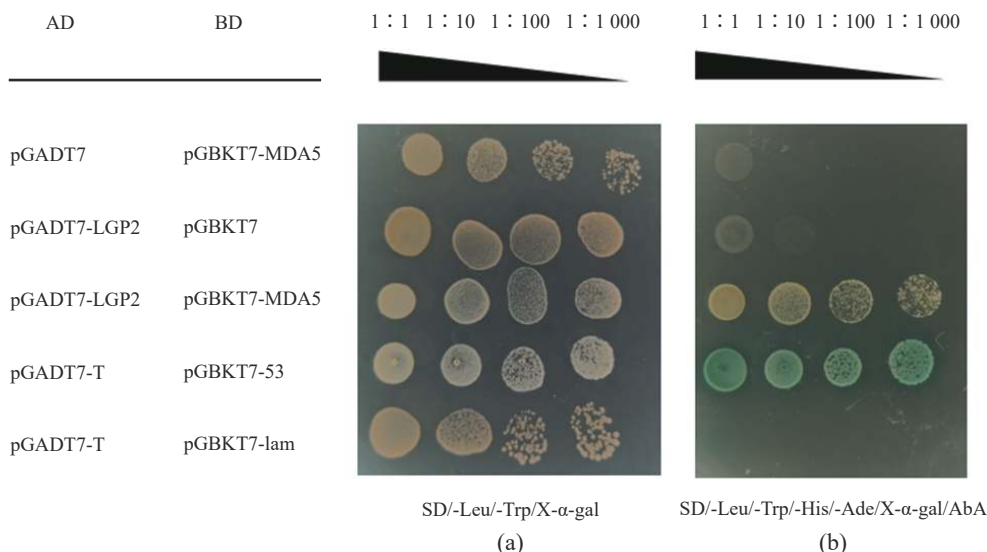 AD BD 1∶1 1∶10 1∶100 1∶1 000 1∶1 1∶10 1∶100 1∶1 000
pGADT7 pGBKT7-MDA5
pGADT7-LGP2 pGBKT7
pGADT7-LGP2 pGBKT7-MDA5
pGADT7-T pGBKT7-53
pGADT7-T pGBKT7-lam
SD/-Leu/-Trp/X-α-gal SD/-Leu/-Trp/-His/-Ade/X-α-gal/AbA
(a) (b)